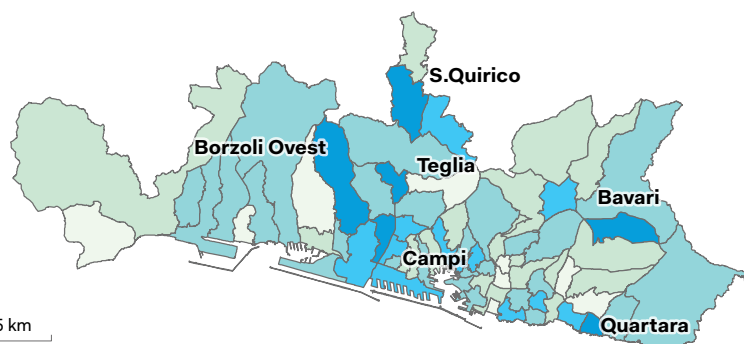 S.Quirico
Borzoli Ovest
Teglia
Bavari
Campi
5 km
Quartara